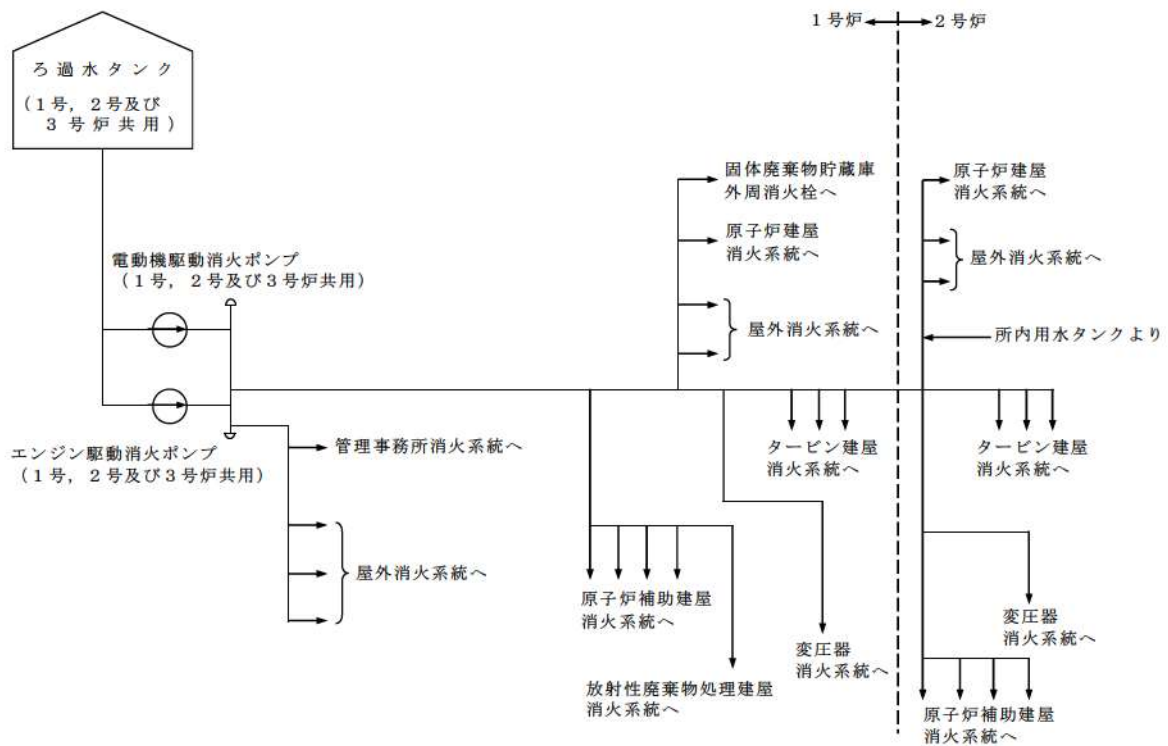 1号炉
2号炉
ろ過水タンク
(1号，2号及び
3号炉共用)
固体廃棄物貯蔵庫
外周消火栓へ
原子炉建屋
消火系統へ
原子炉建屋
消火系統へ
屋外消火系統へ
電動機駆動消火ポンプ
(1号，2号及び3号炉共用)
屋外消火系統へ
所内用水タンクより
エンジン駆動消火ポンプ
(1号，2号及び3号炉共用)
管理事務所消火系統へ
タービン建屋
消火系統へ
タービン建屋
消火系統へ
屋外消火系統へ
原子炉補助建屋
消火系統へ
変圧器
消火系統へ
変圧器
消火系統へ
放射性廃棄物処理建屋
消火系統へ
原子炉補助建屋
消火系統へ